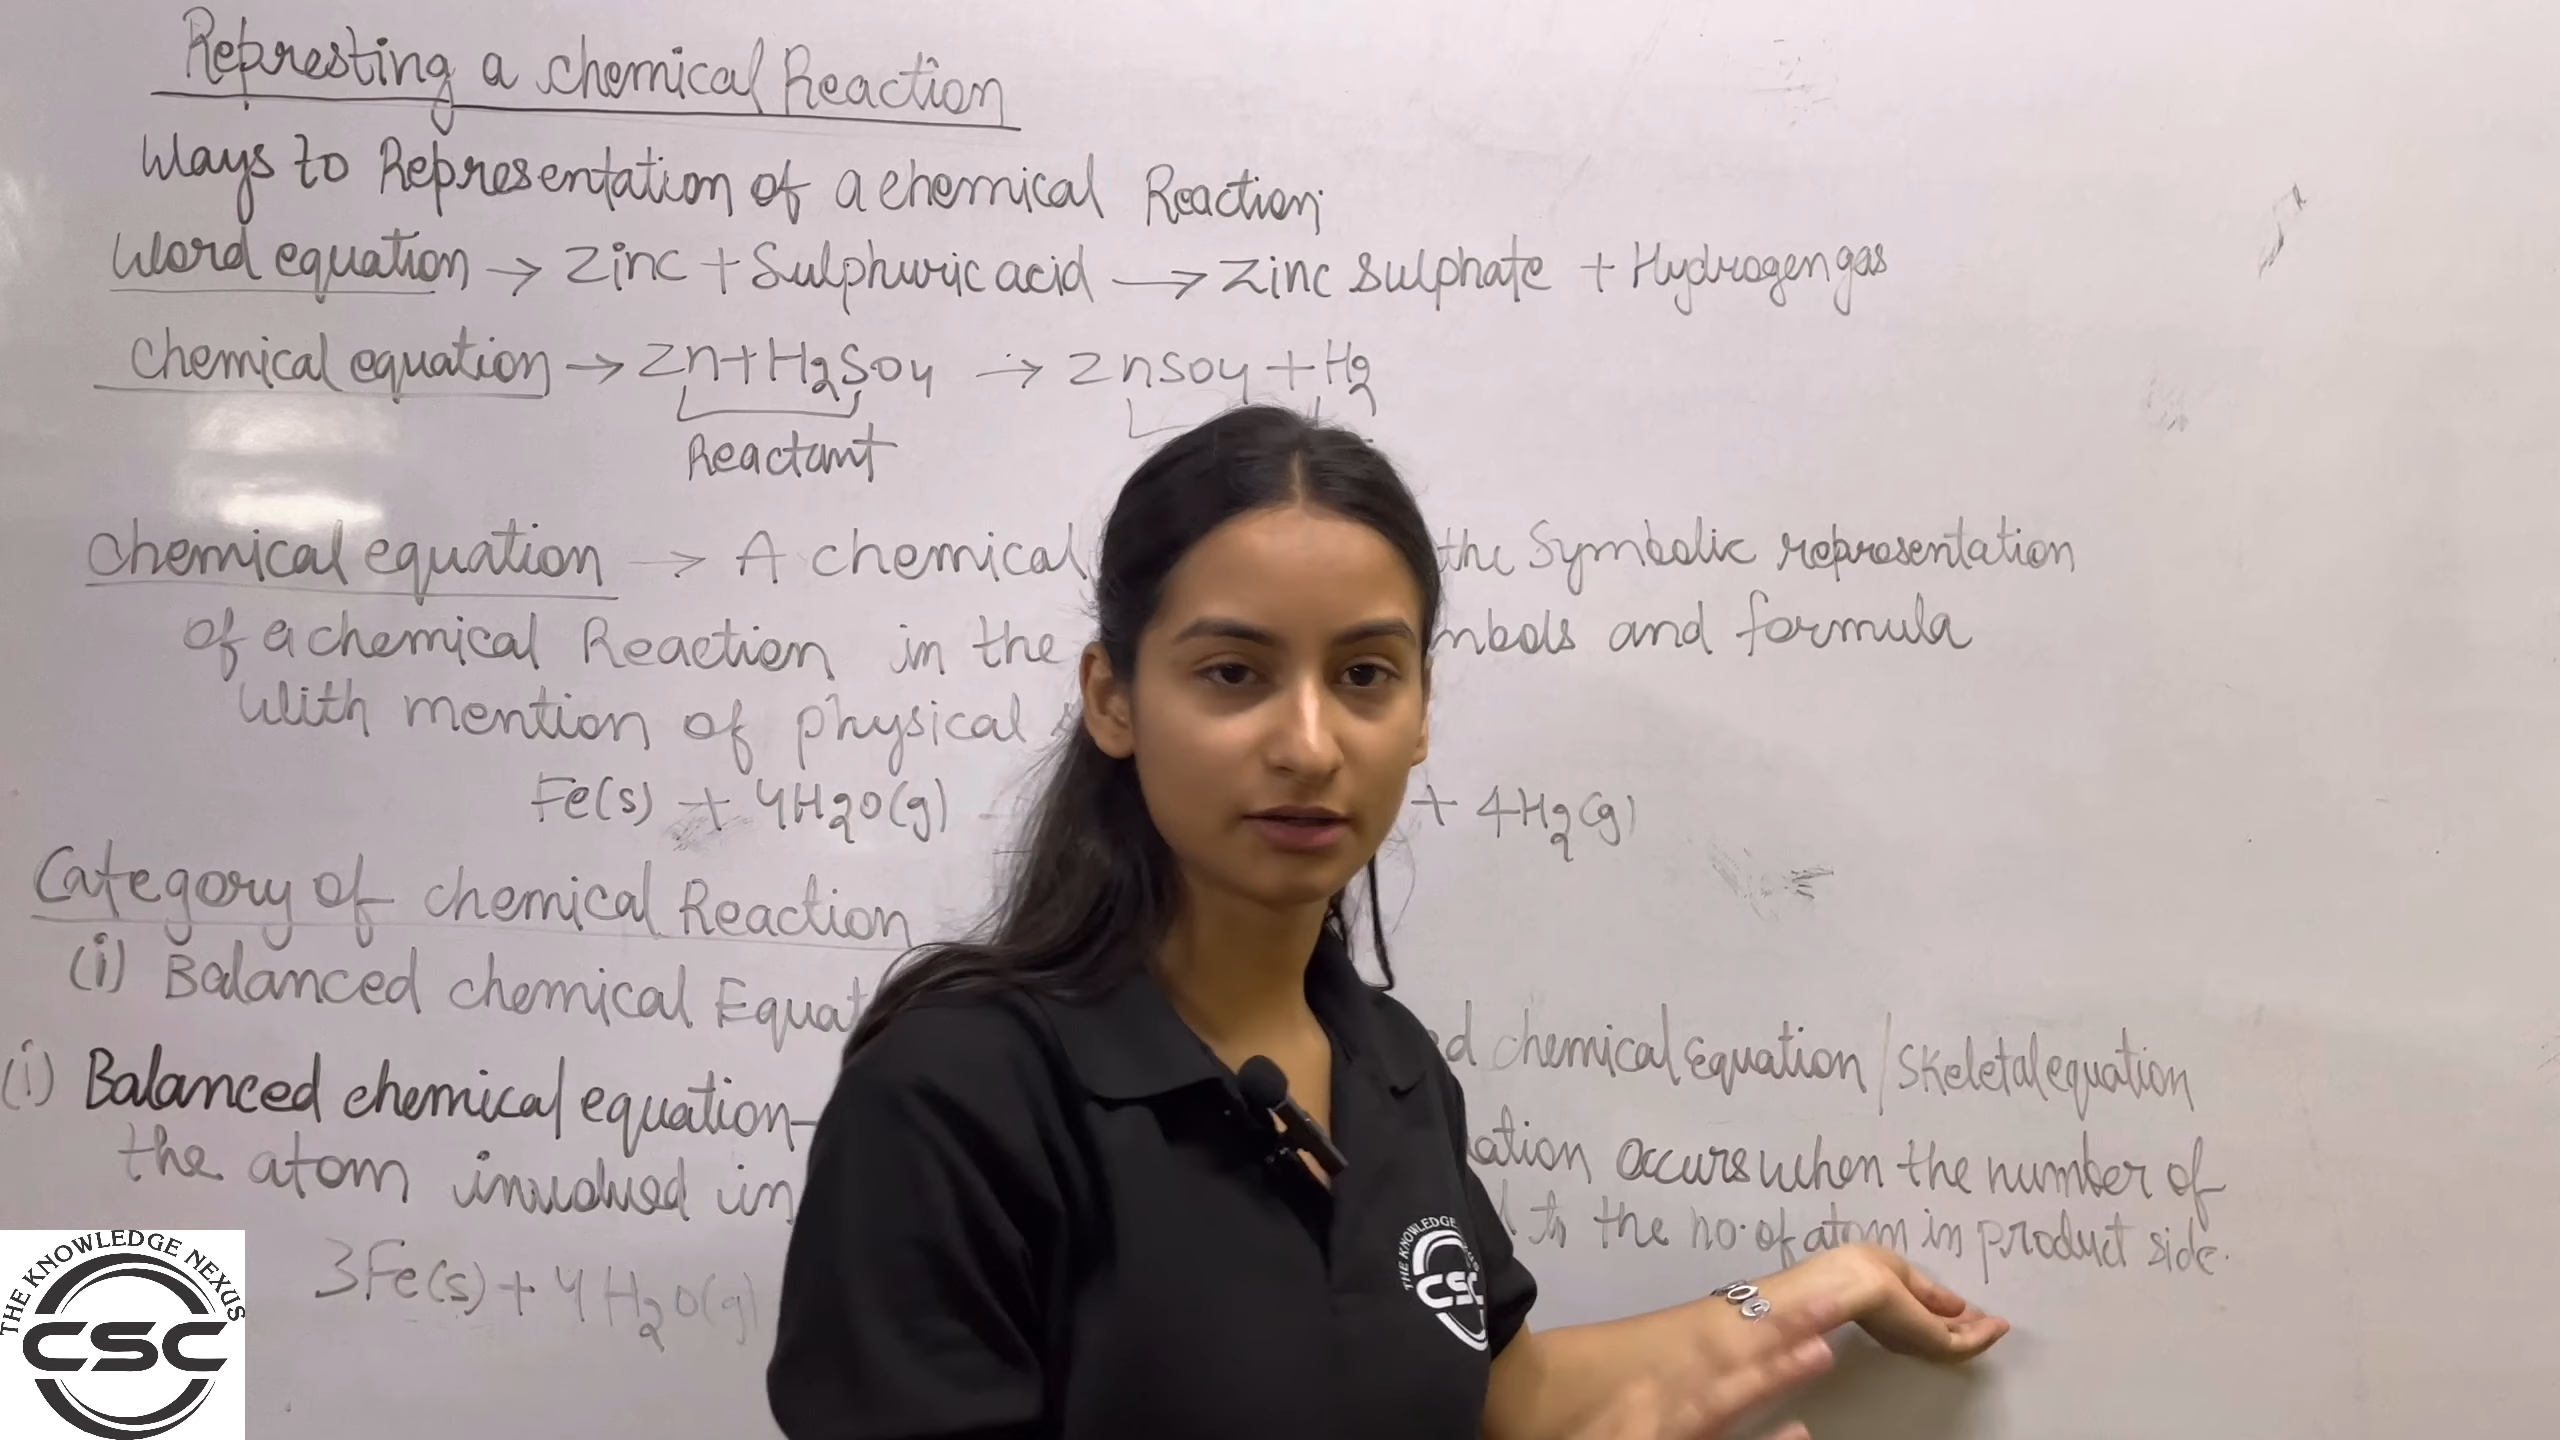 Represting a chemical Reaction
Ways to Representation of a chemical Reaction;
Word equation → Zinc + Sulphuric acid → Zinc sulphate + Hydrogen gas
Chemical equation → Zn + H2SO4 → ZnSO4 + H2
Reactant
Chemical equation → A chemical the Symbolic representation
of a chemical Reaction in the and formula
With mention of physical
Fe(s) + 4H2O(g) + 4H2(g)
Category of chemical Reaction
(i) Balanced chemical chemical Equation / Skeletal equation
(i) Balanced chemical equation- occurs when the number of
the atom involved in to the no. of atom in product side.
3Fe(s) + 4H2O(g)
THE KNOWLEDGE NEXUS
CSC
THE KNOWLEDGE
CSC